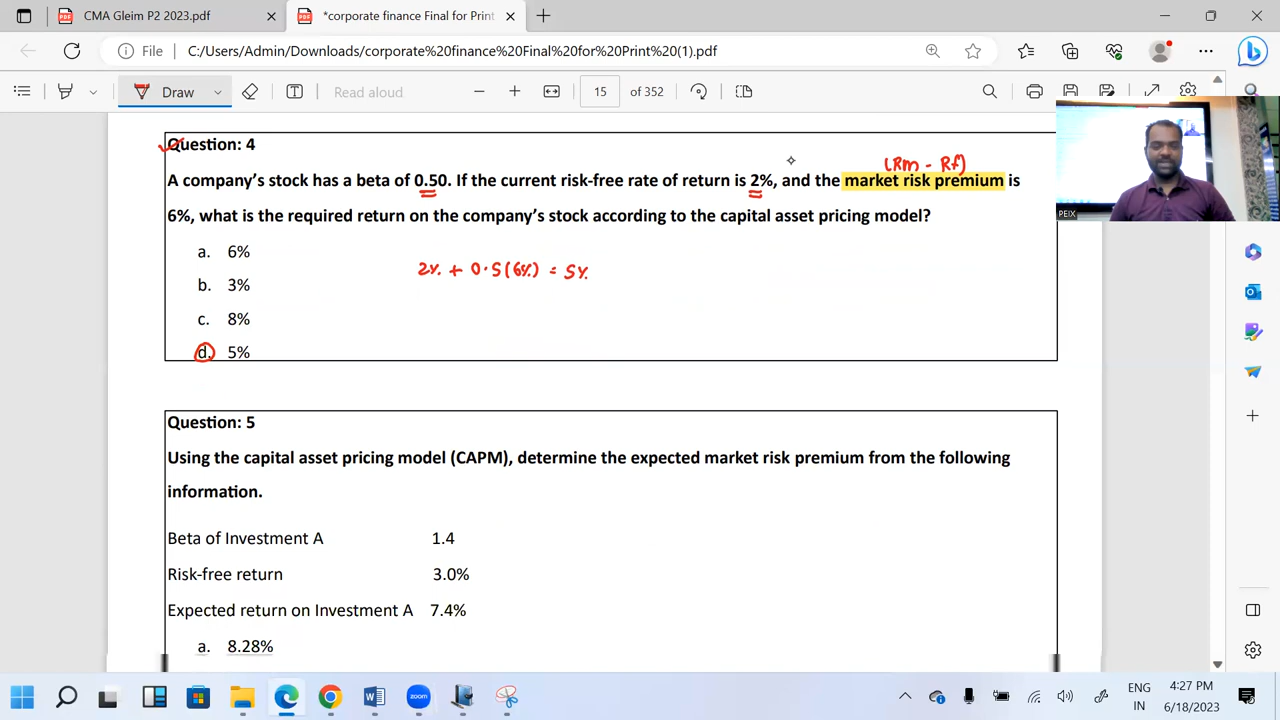 CMA Gleim P2 2023.pdf
*corporate finance Final for Print
File
C:/Users/Admin/Downloads/corporate%20finance%20Final%20for%20Print%20(1).pdf
Draw
Read aloud
15
of 352
Question: 4
(Rm - Rf)
A company's stock has a beta of 0.50. If the current risk-free rate of return is 2%, and the market risk premium is
6%, what is the required return on the company's stock according to the capital asset pricing model?
a. 6%
2% + 0.5(6%) = 5%
b. 3%
c. 8%
d. 5%
PEIX
Question: 5
Using the capital asset pricing model (CAPM), determine the expected market risk premium from the following
information.
Beta of Investment A 1.4
Risk-free return 3.0%
Expected return on Investment A 7.4%
a. 8.28%
zoom
ENG
IN
4:27 PM
6/18/2023